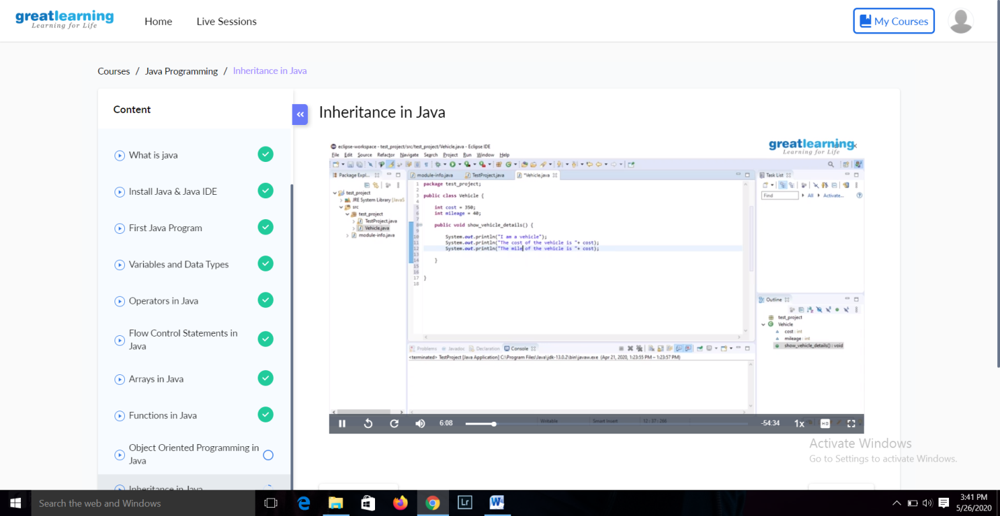 greatlearning
Learning for Life
Home
Live Sessions
My Courses
Courses / Java Programming / Inheritance in Java
Content
What is java
Install Java & Java IDE
First Java Program
Variables and Data Types
Operators in Java
Flow Control Statements in
Java
Arrays in Java
Functions in Java
Object Oriented Programming in
Java
Inheritance in Java
«
Inheritance in Java
eclipse-workspace - test_project/src/test_project/Vehicle.java - Eclipse IDE
greatlearning
Learning for Life
File Edit Source Refactor Navigate Search Project Run Window Help
Package Expl...
test_project
JRE System Library [JavaS
src
test_project
TestProject.java
Vehicle.java
module-info.java
module-info.java TestProject.java *Vehicle.java
1 package test_project;
2
3 public class Vehicle {
4
5 int cost = 350;
6 int mileage = 40;
7
8 public void show_vehicle_details() {
9
10 System.out.println("I am a vehicle");
11 System.out.println("The cost of the vehicle is "+ cost);
12 System.out.println("The mile of the vehicle is "+ cost);
13
14 }
15
16
17 }
18
Task List
Find All Activate...
Outline
test_project
Vehicle
cost : int
mileage : int
show_vehicle_details() : void
Problems Javadoc Declaration Console
<terminated> TestProject [Java Application] C:\Program Files\Java\jdk-13.0.2\bin\javaw.exe (Apr 21, 2020, 1:23:55 PM – 1:23:57 PM)
Writable Smart Insert 12 : 37 : 266
6:08
-54:34
1x
HD
Activate Windows
Go to Settings to activate Windows.
Search the web and Windows
Lr
W
3:41 PM
5/26/2020